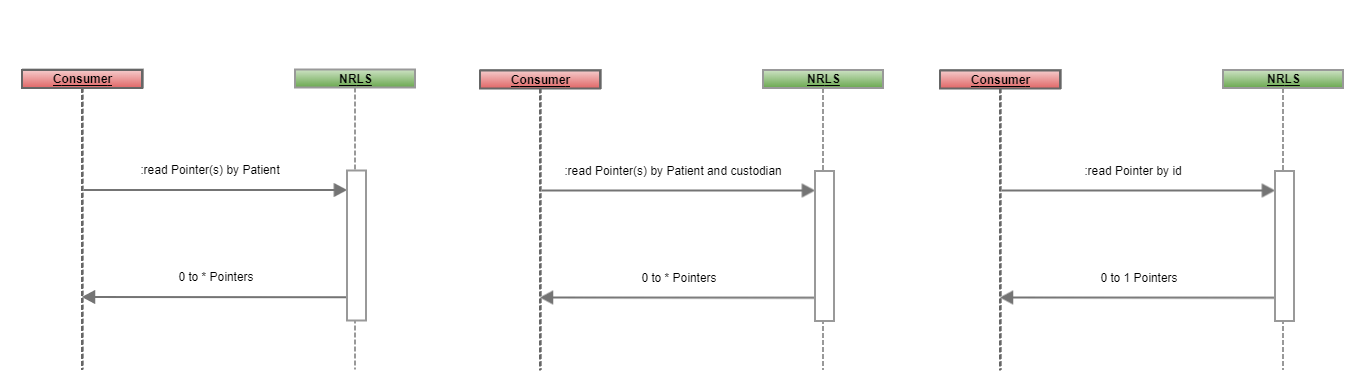 Consumer
NRLS
:read Pointer(s) by Patient
0 to * Pointers
Consumer
NRLS
:read Pointer(s) by Patient and custodian
0 to * Pointers
Consumer
NRLS
:read Pointer by id
0 to 1 Pointers